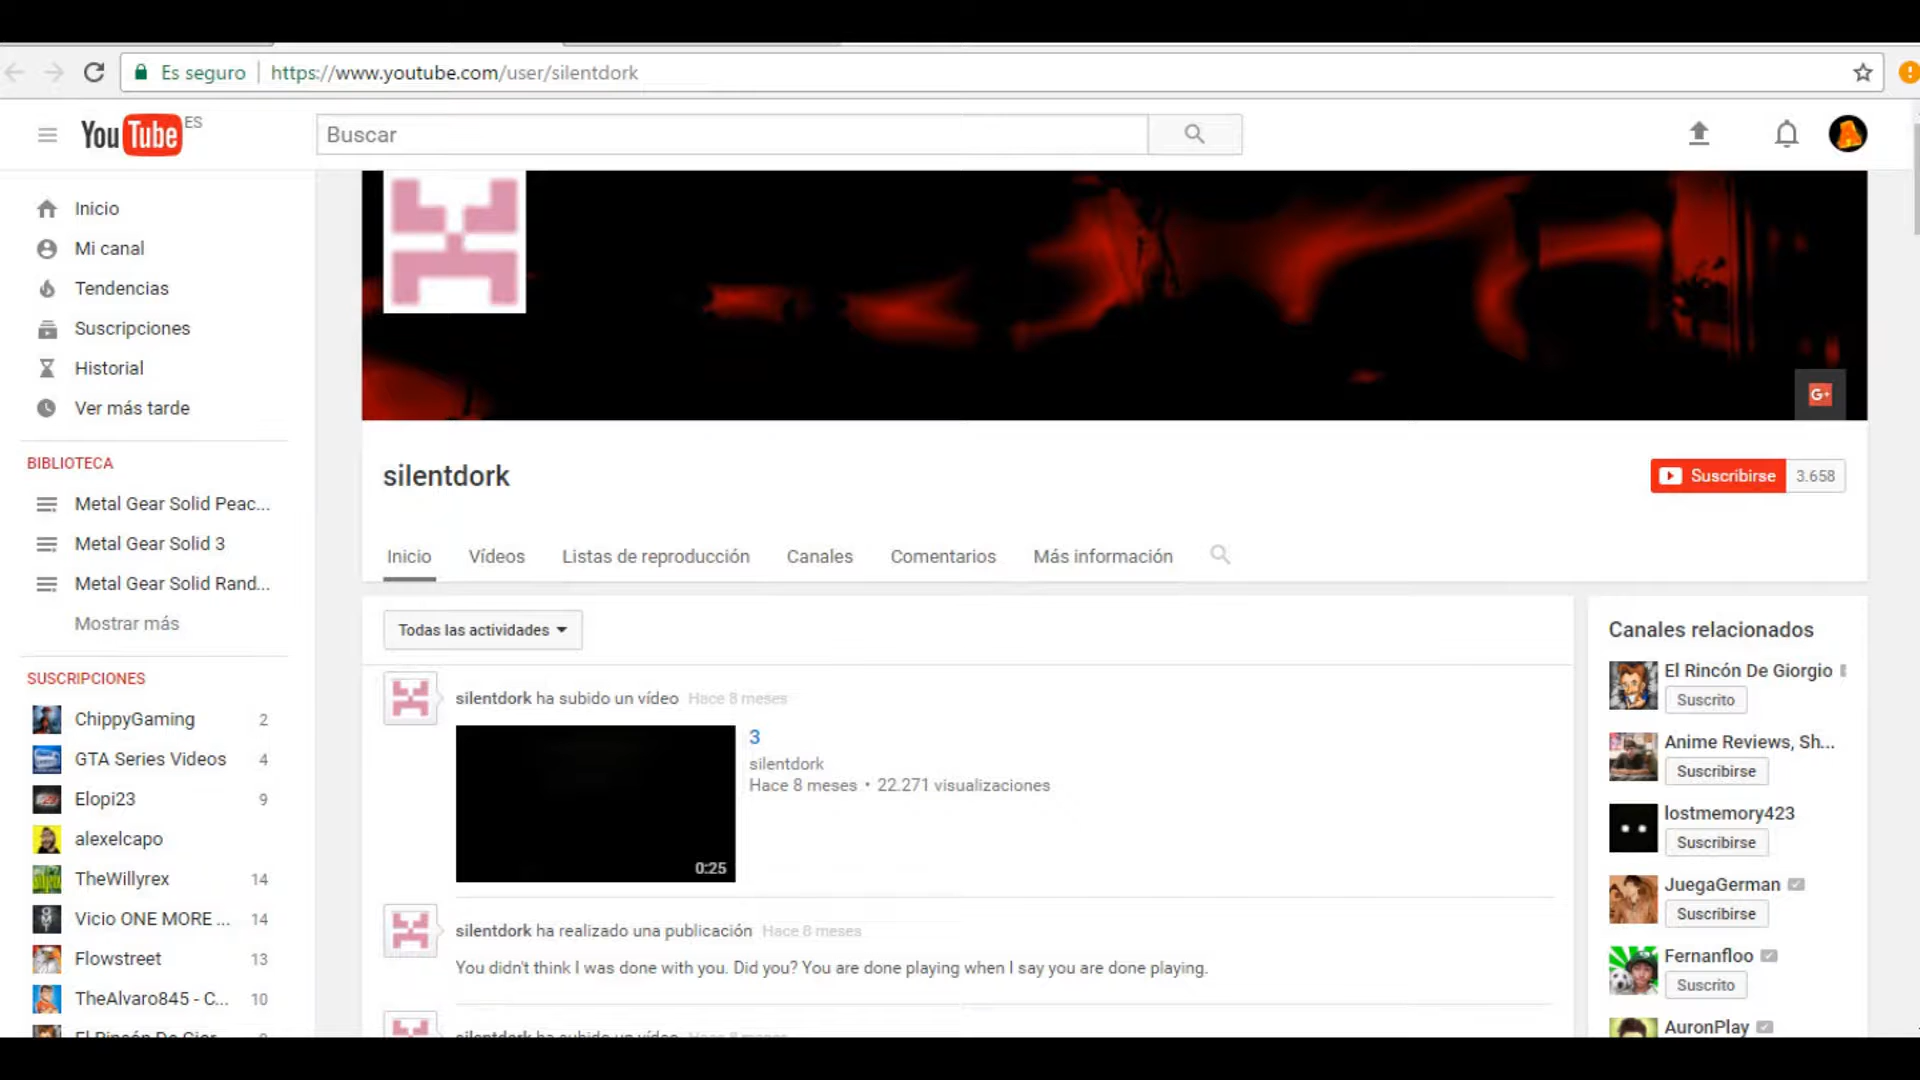 Es seguro https://www.youtube.com/user/silentdork
YouTube ES
Buscar
Inicio
Mi canal
Tendencias
Suscripciones
Historial
Ver más tarde
BIBLIOTECA
Metal Gear Solid Peac...
Metal Gear Solid 3
Metal Gear Solid Rand...
Mostrar más
SUSCRIPCIONES
ChippyGaming 2
GTA Series Videos 4
Elopi23 9
alexelcapo
TheWillyrex 14
Vicio ONE MORE ... 14
Flowstreet 13
TheAlvaro845 - C... 10
El Rincón De Gior...
G+
silentdork
Suscribirse 3.658
Inicio Vídeos Listas de reproducción Canales Comentarios Más información
Todas las actividades
silentdork ha subido un vídeo Hace 8 meses
3
silentdork
Hace 8 meses • 22.271 visualizaciones
0:25
silentdork ha realizado una publicación Hace 8 meses
You didn't think I was done with you. Did you? You are done playing when I say you are done playing.
silentdork ha subido un vídeo Hace 8 meses
Canales relacionados
El Rincón De Giorgio
Suscrito
Anime Reviews, Sh...
Suscribirse
lostmemory423
Suscribirse
JuegaGerman
Suscribirse
Fernanfloo
Suscrito
AuronPlay